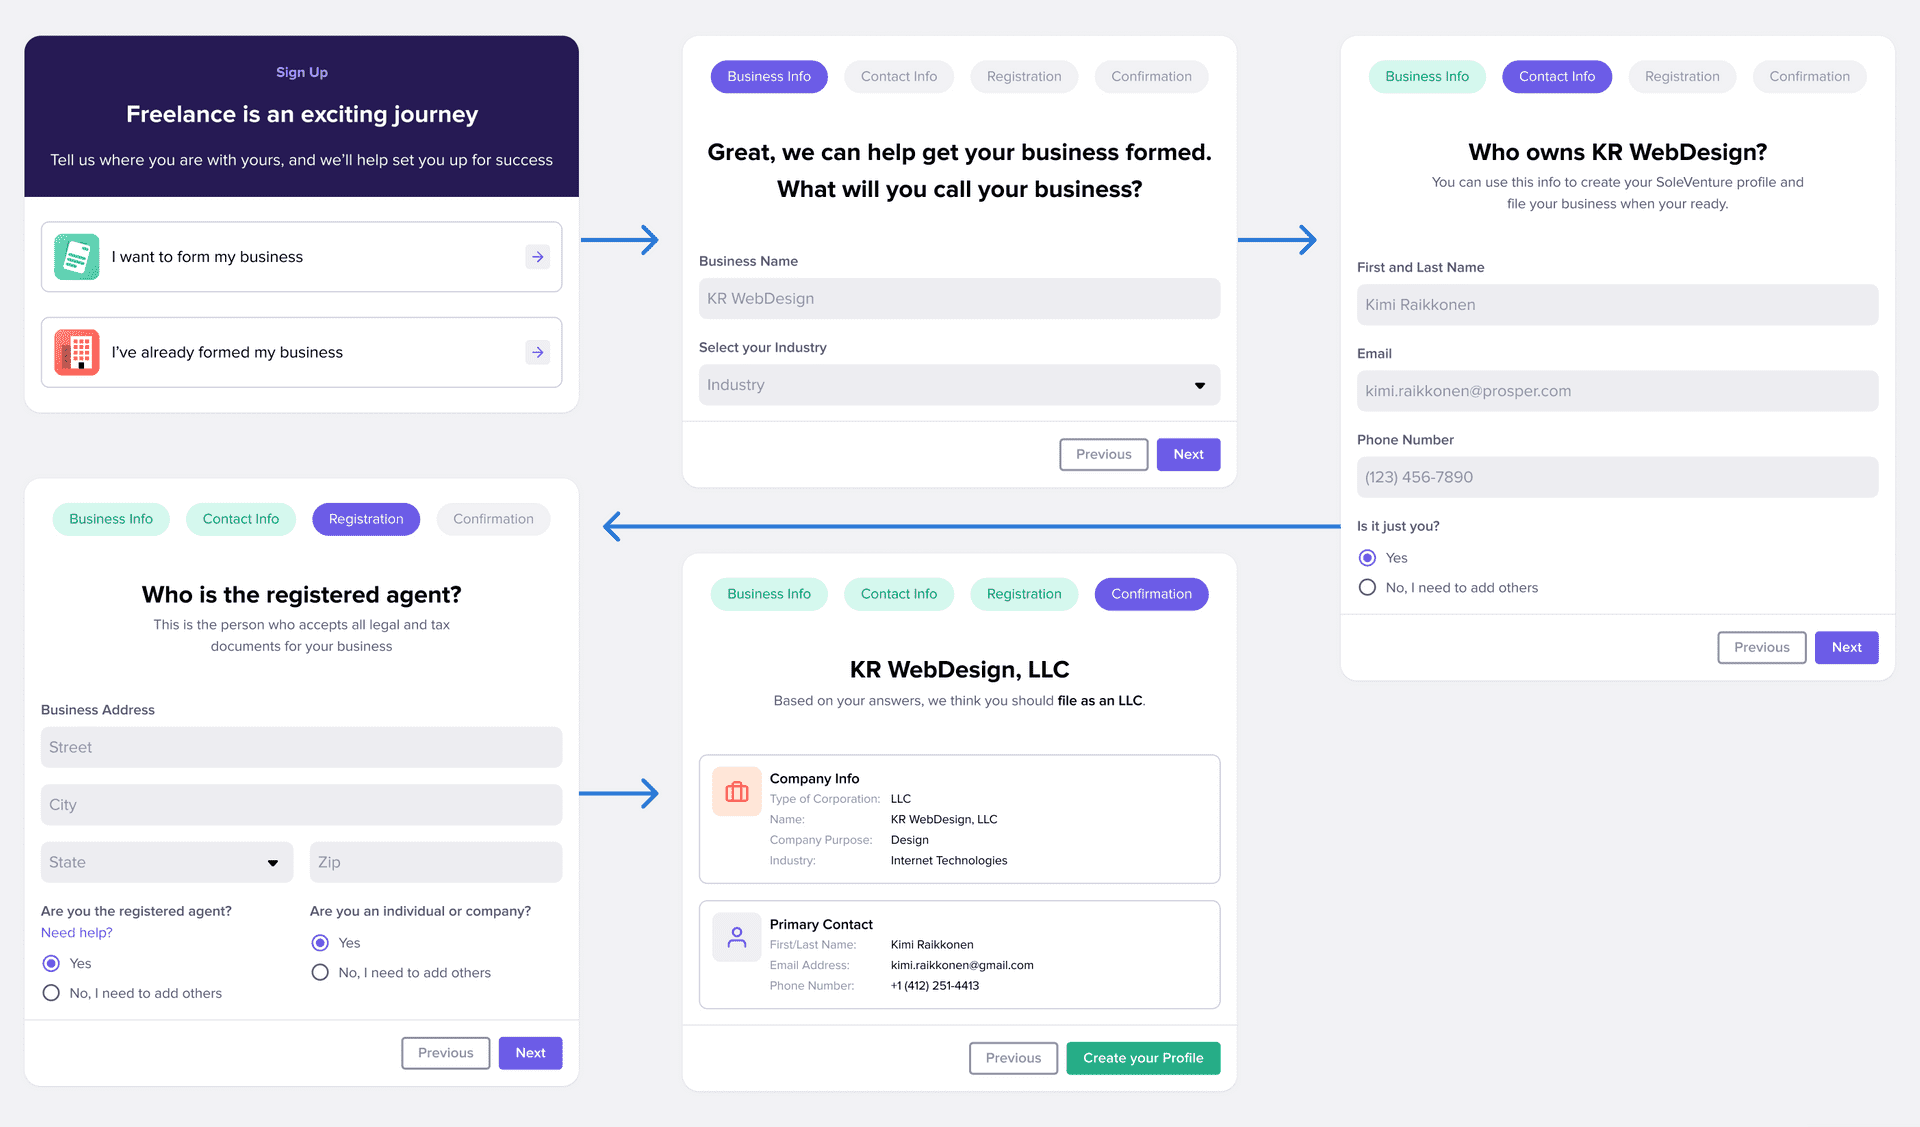 Sign Up
Freelance is an exciting journey
Tell us where you are with yours, and we'll help set you up for success
I want to form my business
I've already formed my business
Business Info
Contact Info
Registration
Confirmation
Great, we can help get your business formed.
What will you call your business?
Business Name
KR WebDesign
Select your Industry
Industry
Previous
Next
Business Info
Contact Info
Registration
Confirmation
Who owns KR WebDesign?
You can use this info to create your SoleVenture profile and
file your business when your ready.
First and Last Name
Kimi Raikkonen
Email
kimi.raikkonen@prosper.com
Phone Number
(123) 456-7890
Is it just you?
Yes
No, I need to add others
Previous
Next
Business Info
Contact Info
Registration
Confirmation
Who is the registered agent?
This is the person who accepts all legal and tax
documents for your business
Business Address
Street
City
State
Zip
Are you the registered agent?
Need help?
Yes
No, I need to add others
Are you an individual or company?
Yes
No, I need to add others
Previous
Next
Business Info
Contact Info
Registration
Confirmation
KR WebDesign, LLC
Based on your answers, we think you should file as an LLC.
Company Info
Type of Corporation: LLC
Name: KR WebDesign, LLC
Company Purpose: Design
Industry: Internet Technologies
Primary Contact
First/Last Name: Kimi Raikkonen
Email Address: kimi.raikkonen@gmail.com
Phone Number: +1 (412) 251-4413
Previous
Create your Profile